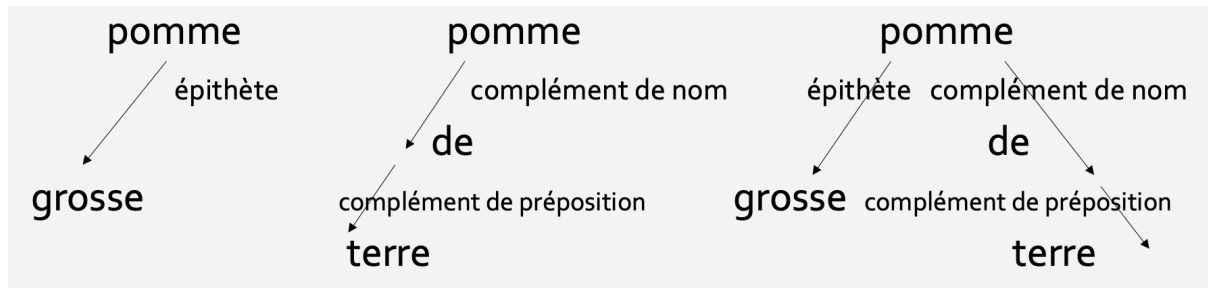 pomme pomme pomme
épithète complément de nom épithète complément de nom
de de
grosse complément de préposition grosse complément de préposition
terre terre